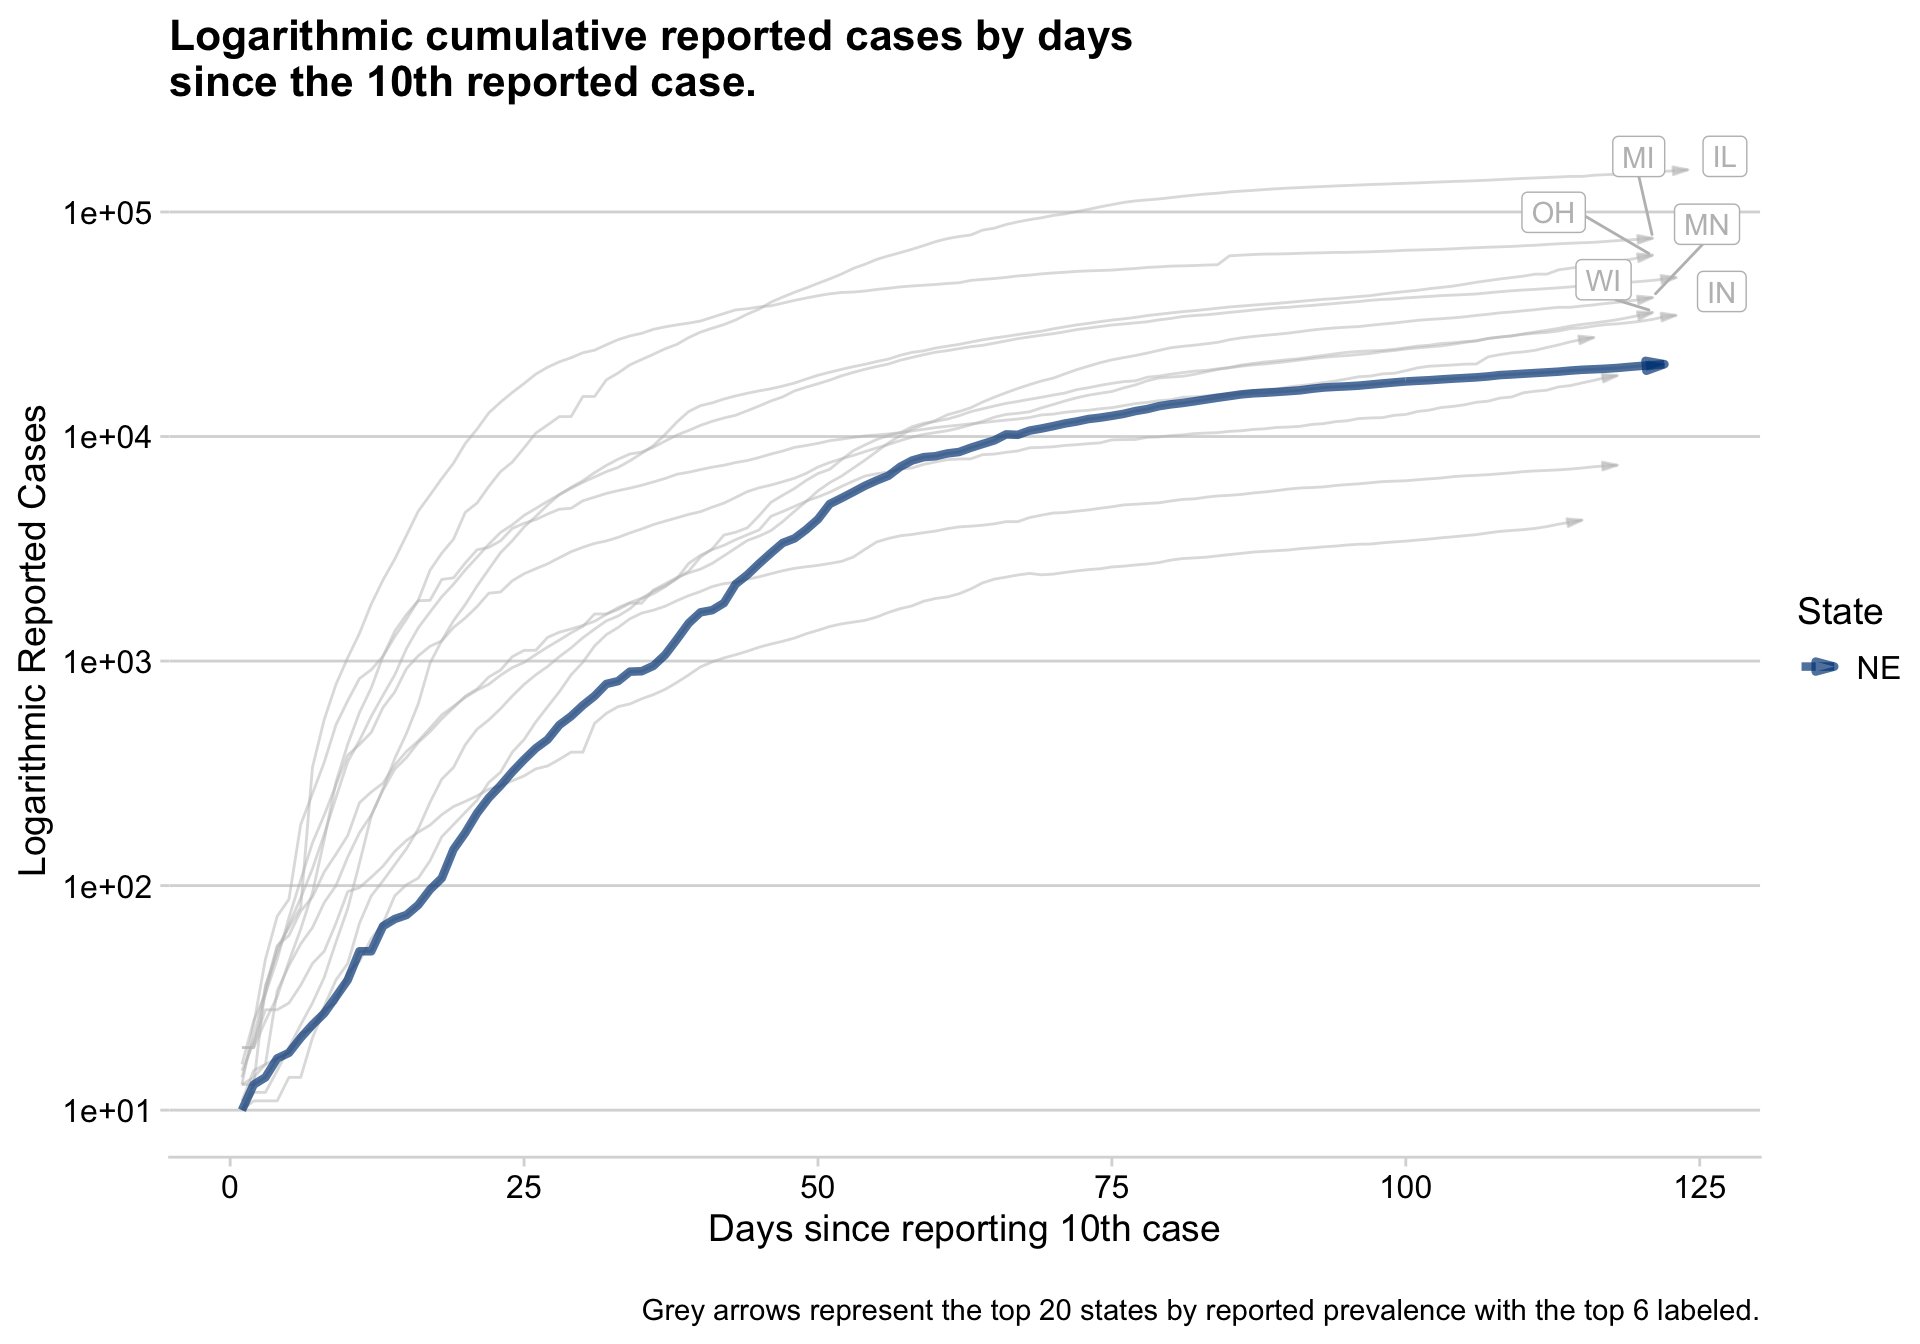 Logarithmic cumulative reported cases by days
since the 10th reported case.
MI
IL
OH
MN
WI
IN
1e+05
1e+04
1e+03
1e+02
1e+01
Logarithmic Reported Cases
State
NE
0 25 50 75 100 125
Days since reporting 10th case
Grey arrows represent the top 20 states by reported prevalence with the top 6 labeled.